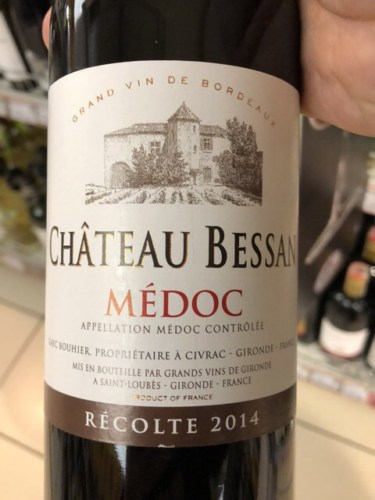 GRAND VIN DE BORDEAUX
CHÂTEAU BESSAN
MÉDOC
APPELLATION MÉDOC CONTRÔLÉE
BOUHIER, PROPRIÉTAIRE À CIVRAC - GIRONDE - FRANCE
MIS EN BOUTEILLE PAR GRANDS VINS DE GIRONDE
A SAINT-LOUBÈS - GIRONDE - FRANCE
PRODUCT OF FRANCE
RÉCOLTE 2014